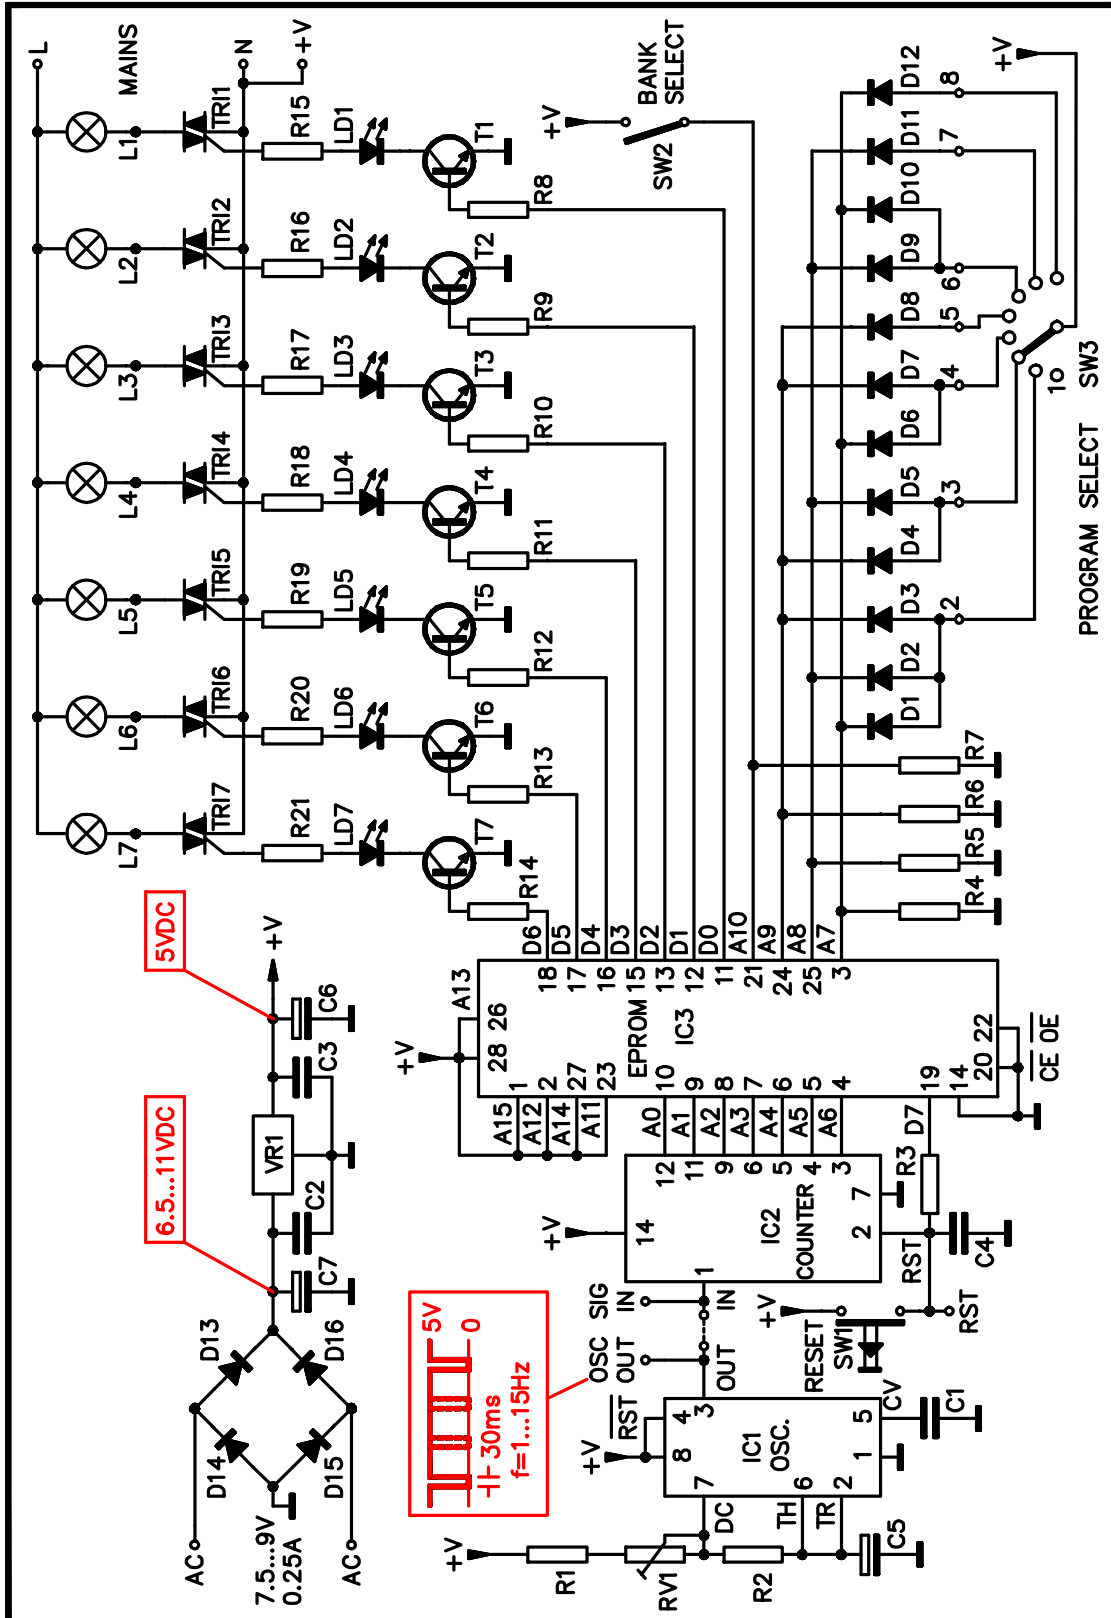 L
MAINS
N
+V
L1
L2
L3
L4
L5
L6
L7
TRI1
TRI2
TRI3
TRI4
TRI5
TRI6
TRI7
R15
R16
R17
R18
R19
R20
R21
LD1
LD2
LD3
LD4
LD5
LD6
LD7
T1
T2
T3
T4
T5
T6
T7
R8
R9
R10
R11
R12
R13
R14
+V
BANK
SELECT
SW2
D12
D11
D10
D9
D8
D7
D6
D5
D4
D3
D2
D1
8
7
6
5
4
3
2
1
+V
SW3
PROGRAM SELECT
R7
R6
R5
R4
AC
AC
7.5...9V
0.25A
D13
D14
D15
D16
6.5...11VDC
5VDC
C7
C2
VR1
C3
C6
+V
+V
A13
28 26
A15 1
A12 2
A14 27
A11 23
EPROM
IC3
D6 18
D5 17
D4 16
D3 15
D2 13
D1 12
D0 11
A10 21
A9 24
A8 25
A7 3
A0 10
A1 9
A2 8
A3 7
A4 6
A5 5
A6 4
D7 19
14
20 22
CE OE
+V
14
12
11
9
6
5
4
3
IC2
COUNTER
1
2
7
R3
RST
C4
+V
RESET
SW1
RST
SIG
IN
IN
OSC
OUT
OUT
5V
0
30ms
f=1...15Hz
+V
RST
8 4
3
IC1
OSC.
7
6
2
1
5
CV
C1
DC
TH
TR
+V
R1
RV1
R2
C5